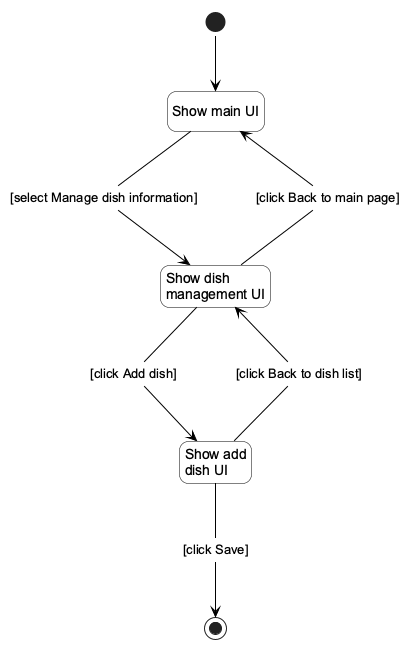 Show main UI
[select Manage dish information]
[click Back to main page]
Show dish
management UI
[click Add dish]
[click Back to dish list]
Show add
dish UI
[click Save]